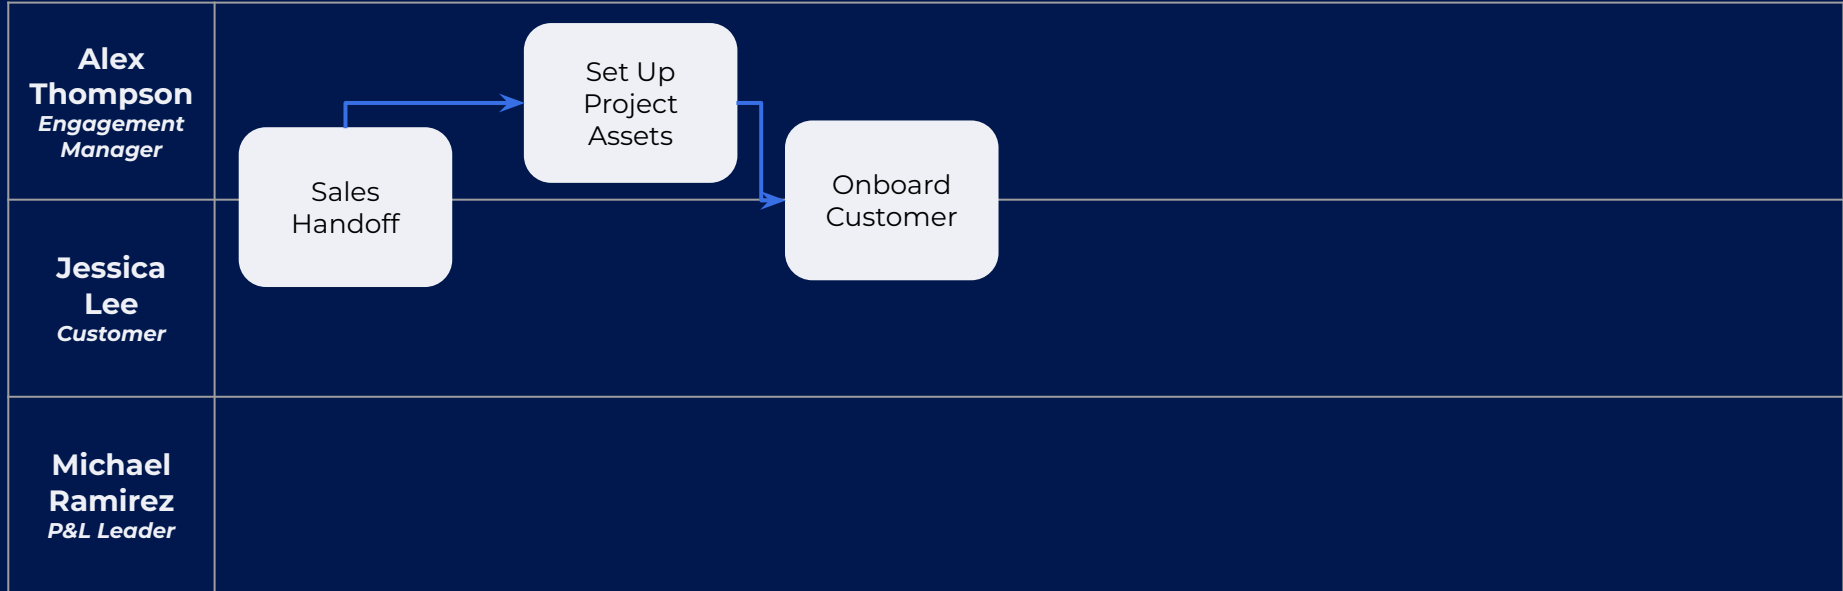 Alex
Thompson
Engagement
Manager
Set Up
Project
Assets
Sales
Handoff
Onboard
Customer
Jessica
Lee
Customer
Michael
Ramirez
P&L Leader